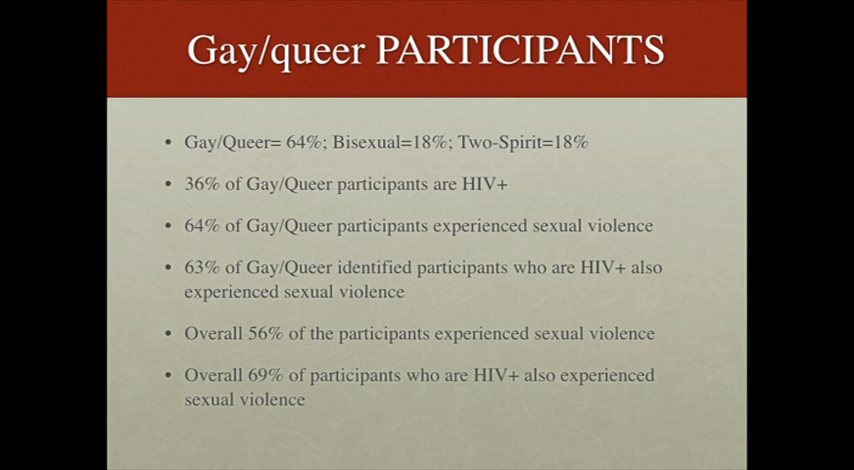 Gay/queer PARTICIPANTS
• Gay/Queer= 64%; Bisexual=18%; Two-Spirit=18%
• 36% of Gay/Queer participants are HIV+
• 64% of Gay/Queer participants experienced sexual violence
• 63% of Gay/Queer identified participants who are HIV+ also
experienced sexual violence
• Overall 56% of the participants experienced sexual violence
• Overall 69% of participants who are HIV+ also experienced
sexual violence